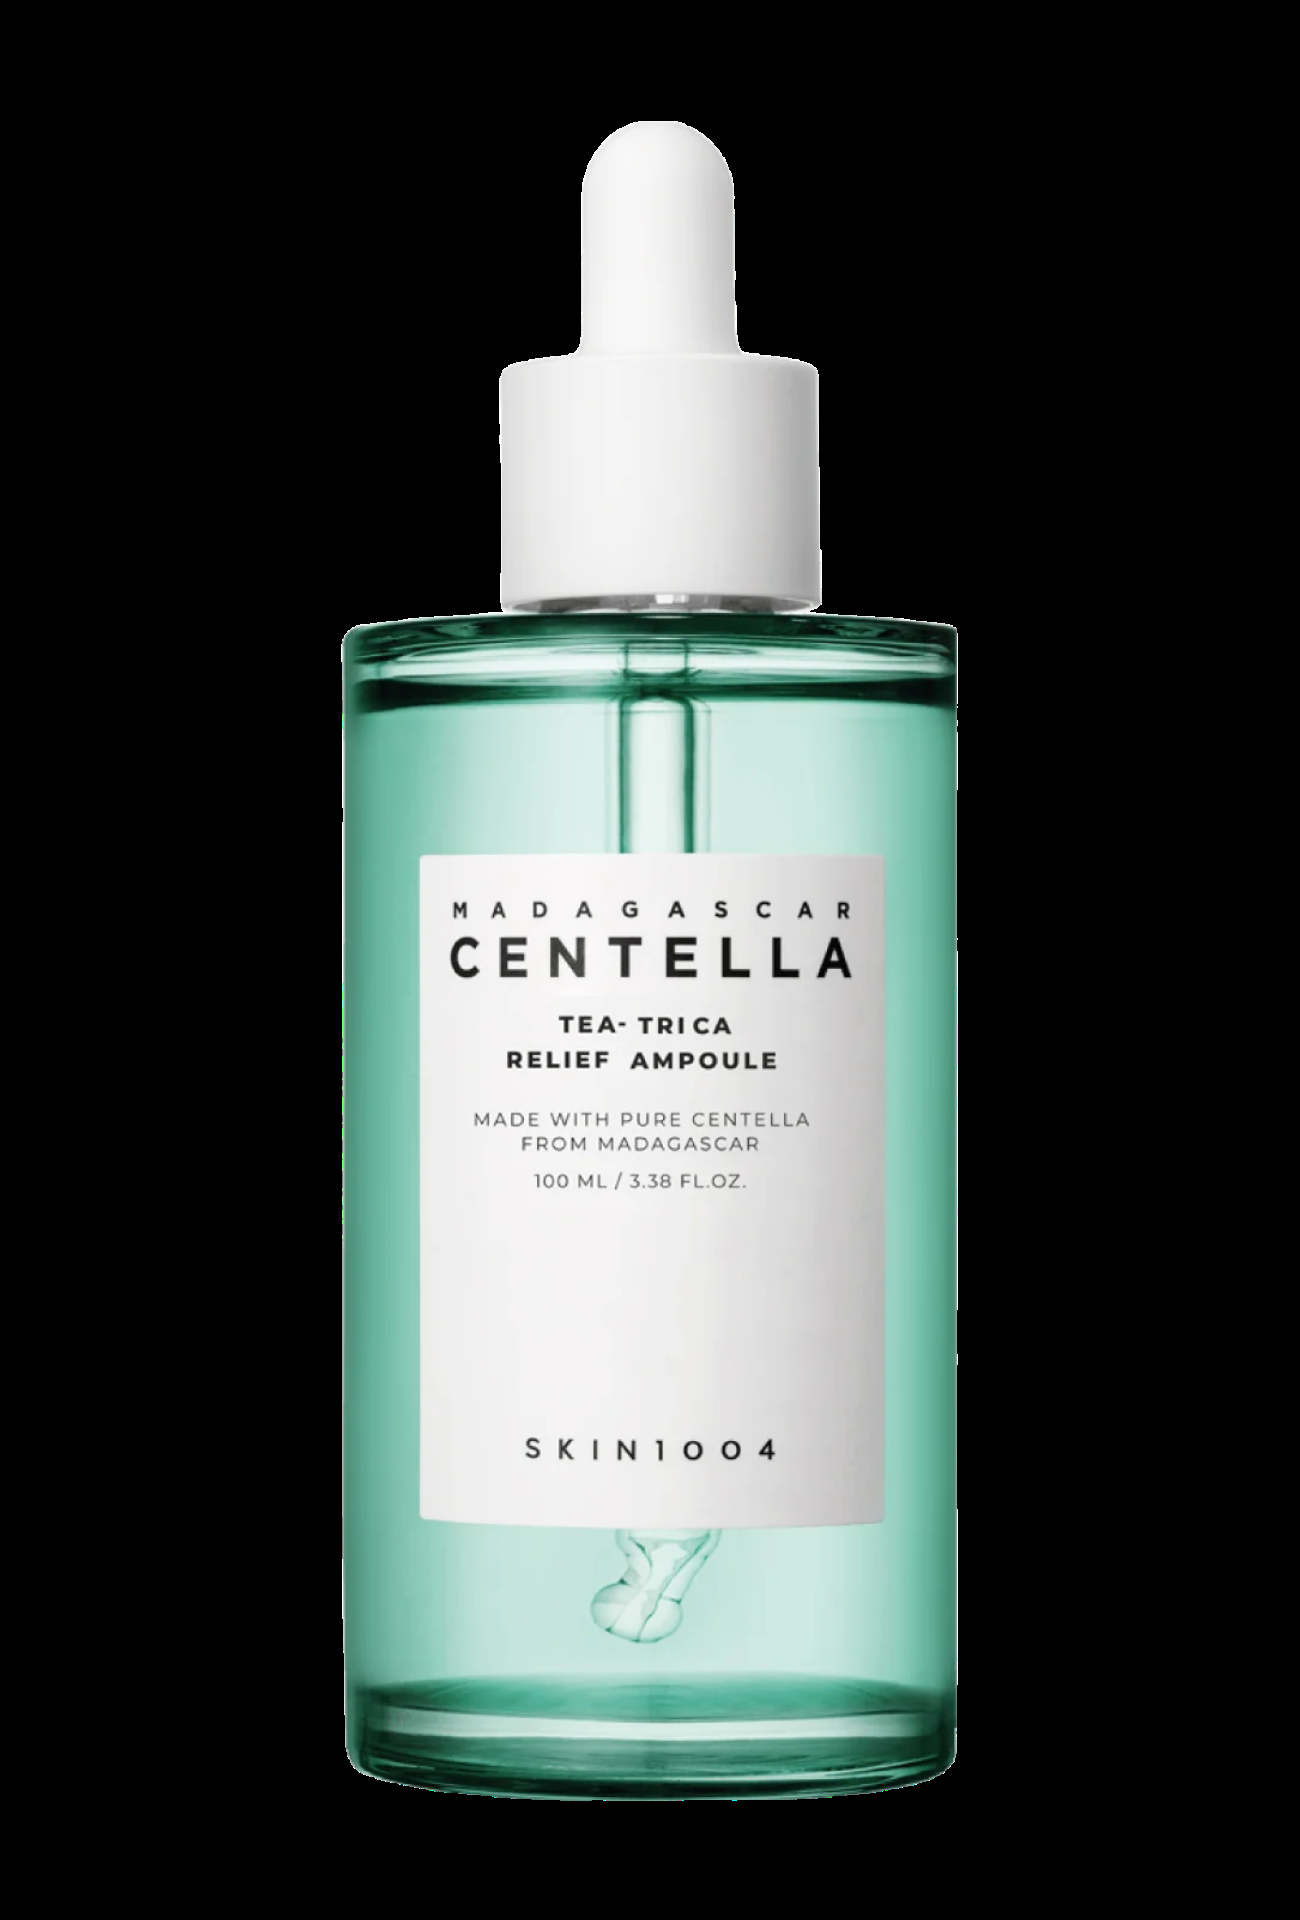 MADAGASCAR
CENTELLA
TEA-TRICA
RELIEF AMPOULE
MADE WITH PURE CENTELLA
FROM MADAGASCAR
100 ML / 3.38 FL.OZ.
SKIN1004